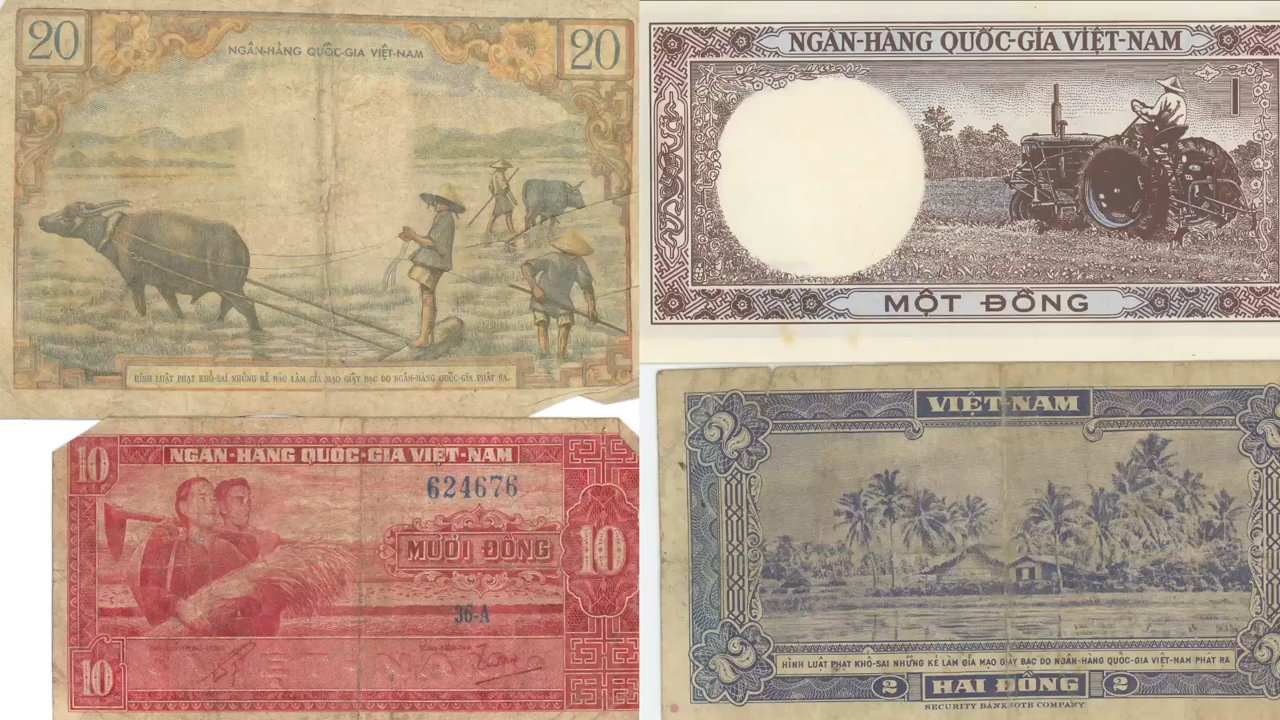 20
NGÂN-HÀNG QUỐC-GIA VIỆT-NAM
20
HÌNH LUẬT PHẠT KHỔ-SAI NHỮNG KẺ NÀO LÀM GIẢ MẠO GIẤY BẠC DO NGÂN-HÀNG QUỐC-GIA PHÁT RA.
NGÂN-HÀNG QUỐC-GIA VIỆT-NAM
1
MỘT ĐỒNG
10
NGÂN-HÀNG QUỐC-GIA VIỆT-NAM
624676
MƯỜI ĐỒNG
10
36-A
10
VIỆT-NAM
2
2
HÌNH LUẬT PHẠT KHỔ-SAI NHỮNG KẺ LÀM GIẢ MẠO GIẤY BẠC DO NGÂN-HÀNG QUỐC-GIA VIỆT-NAM PHÁT RA
2 HAI ĐỒNG 2
SECURITY BANKNOTE COMPANY